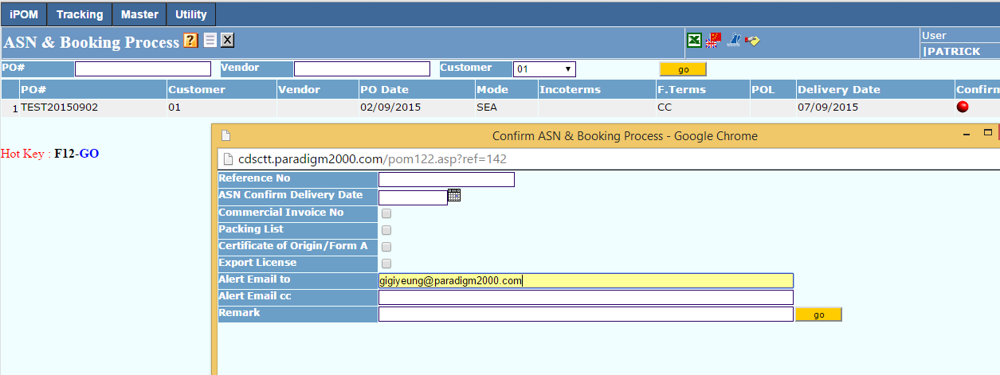 iPOM Tracking Master Utility
ASN & Booking Process ? X
User
|PATRICK
PO# Vendor Customer 01 go
PO# Customer Vendor PO Date Mode Incoterms F.Terms POL Delivery Date Confirm
1 TEST20150902 01 02/09/2015 SEA CC 07/09/2015
Hot Key : F12-GO
Confirm ASN & Booking Process - Google Chrome
cdsctt.paradigm2000.com/pom122.asp?ref=142
Reference No
ASN Confirm Delivery Date
Commercial Invoice No
Packing List
Certificate of Origin/Form A
Export License
Alert Email to gigiyeung@paradigm2000.com
Alert Email cc
Remark go